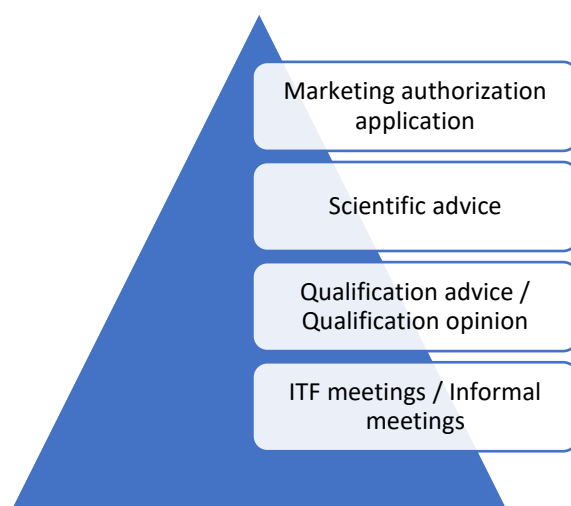 Marketing authorization
application
Scientific advice
Qualification advice /
Qualification opinion
ITF meetings / Informal
meetings